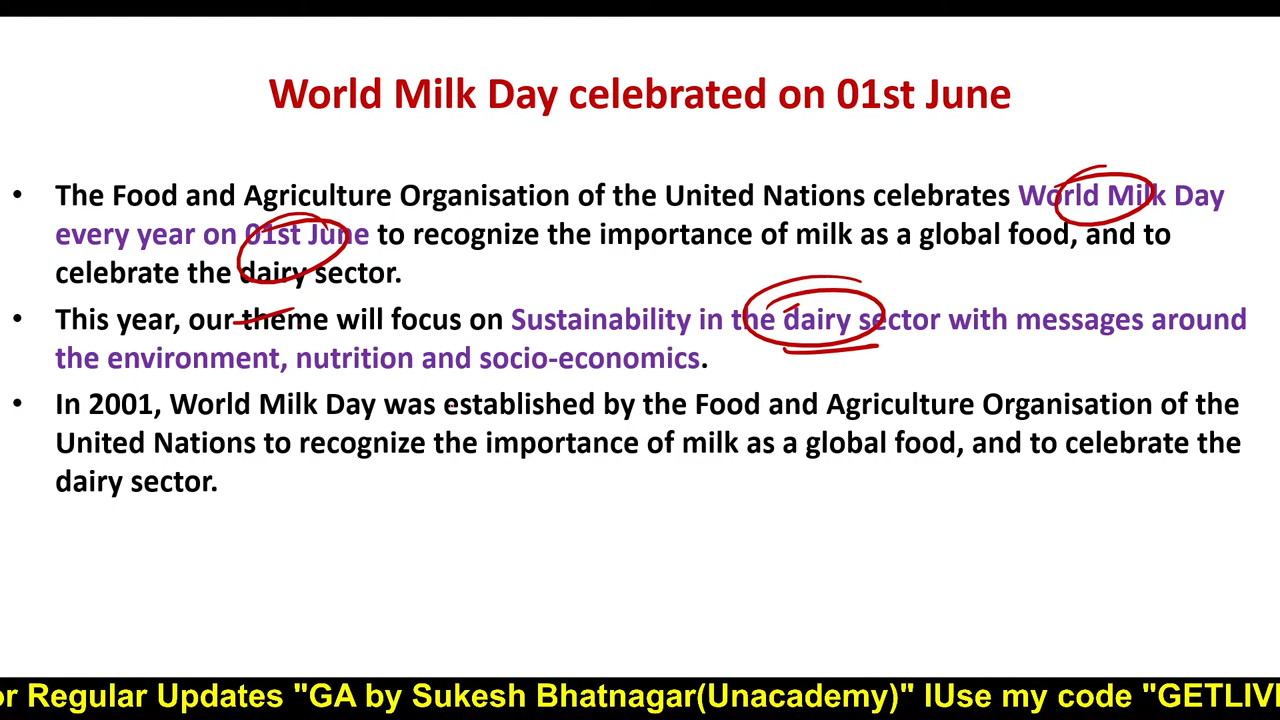 World Milk Day celebrated on 01st June
• The Food and Agriculture Organisation of the United Nations celebrates World Milk Day
every year on 01st June to recognize the importance of milk as a global food, and to
celebrate the dairy sector.
• This year, our theme will focus on Sustainability in the dairy sector with messages around
the environment, nutrition and socio-economics.
• In 2001, World Milk Day was established by the Food and Agriculture Organisation of the
United Nations to recognize the importance of milk as a global food, and to celebrate the
dairy sector.
or Regular Updates "GA by Sukesh Bhatnagar(Unacademy)" lUse my code "GETLIVE